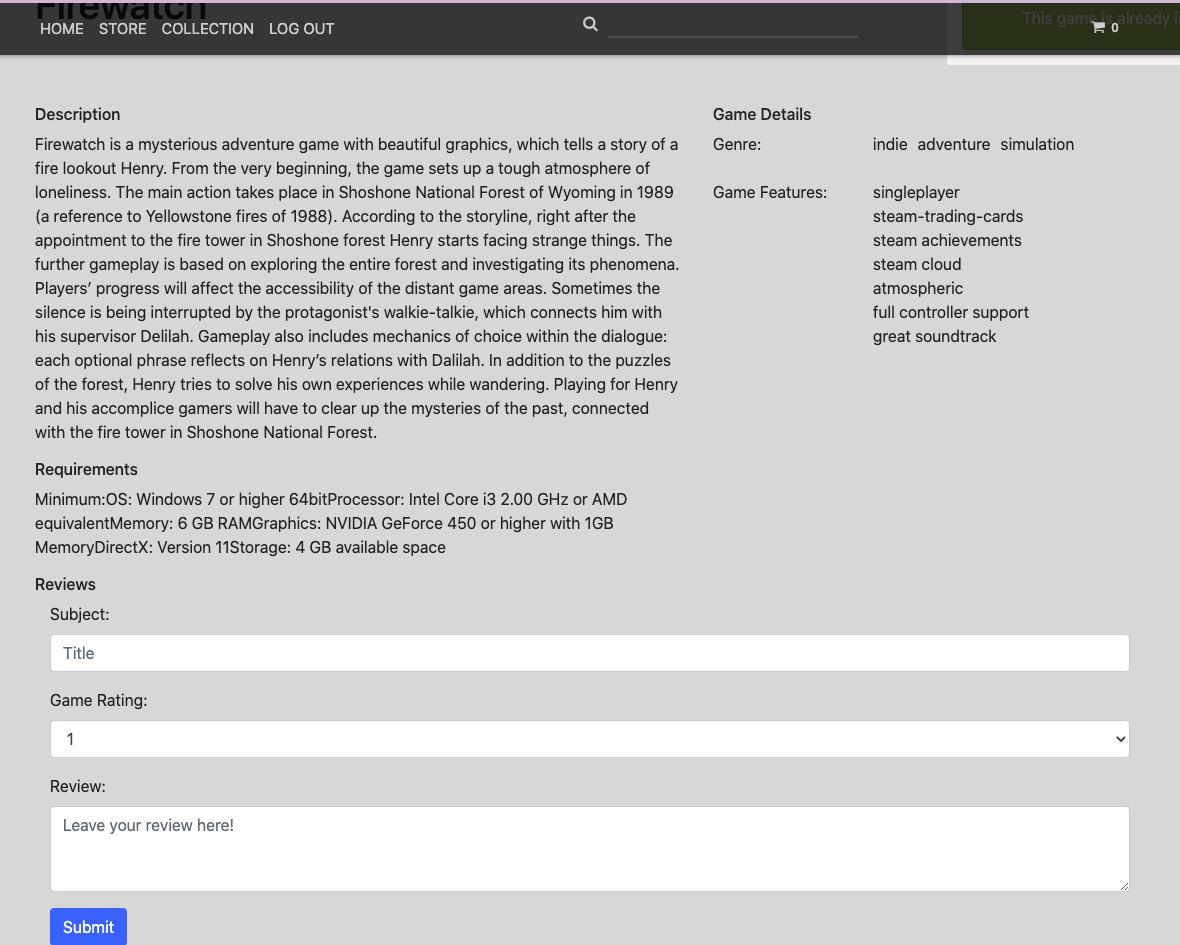 Firewatch
HOME STORE COLLECTION LOG OUT
This game is already i
0
Description
Firewatch is a mysterious adventure game with beautiful graphics, which tells a story of a
fire lookout Henry. From the very beginning, the game sets up a tough atmosphere of
loneliness. The main action takes place in Shoshone National Forest of Wyoming in 1989
(a reference to Yellowstone fires of 1988). According to the storyline, right after the
appointment to the fire tower in Shoshone forest Henry starts facing strange things. The
further gameplay is based on exploring the entire forest and investigating its phenomena.
Players’ progress will affect the accessibility of the distant game areas. Sometimes the
silence is being interrupted by the protagonist's walkie-talkie, which connects him with
his supervisor Delilah. Gameplay also includes mechanics of choice within the dialogue:
each optional phrase reflects on Henry’s relations with Dalilah. In addition to the puzzles
of the forest, Henry tries to solve his own experiences while wandering. Playing for Henry
and his accomplice gamers will have to clear up the mysteries of the past, connected
with the fire tower in Shoshone National Forest.
Game Details
Genre: indie adventure simulation
Game Features: singleplayer
steam-trading-cards
steam achievements
steam cloud
atmospheric
full controller support
great soundtrack
Requirements
Minimum:OS: Windows 7 or higher 64bitProcessor: Intel Core i3 2.00 GHz or AMD
equivalentMemory: 6 GB RAMGraphics: NVIDIA GeForce 450 or higher with 1GB
MemoryDirectX: Version 11Storage: 4 GB available space
Reviews
Subject:
Title
Game Rating:
1
Review:
Leave your review here!
Submit